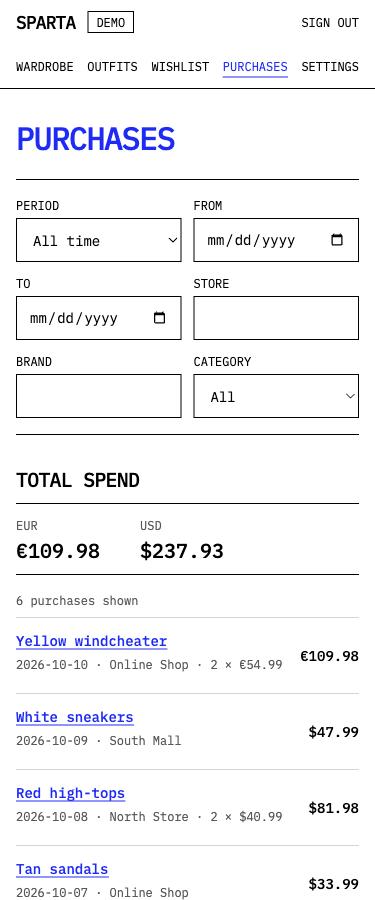 SPARTA DEMO SIGN OUT
WARDROBE OUTFITS WISHLIST PURCHASES SETTINGS
PURCHASES
PERIOD FROM
All time mm/dd/yyyy
TO STORE
mm/dd/yyyy
BRAND CATEGORY
All
TOTAL SPEND
EUR USD
€109.98 $237.93
6 purchases shown
Yellow windcheater
2026-10-10 · Online Shop · 2 × €54.99 €109.98
White sneakers
2026-10-09 · South Mall $47.99
Red high-tops
2026-10-08 · North Store · 2 × $40.99 $81.98
Tan sandals
2026-10-07 · Online Shop $33.99